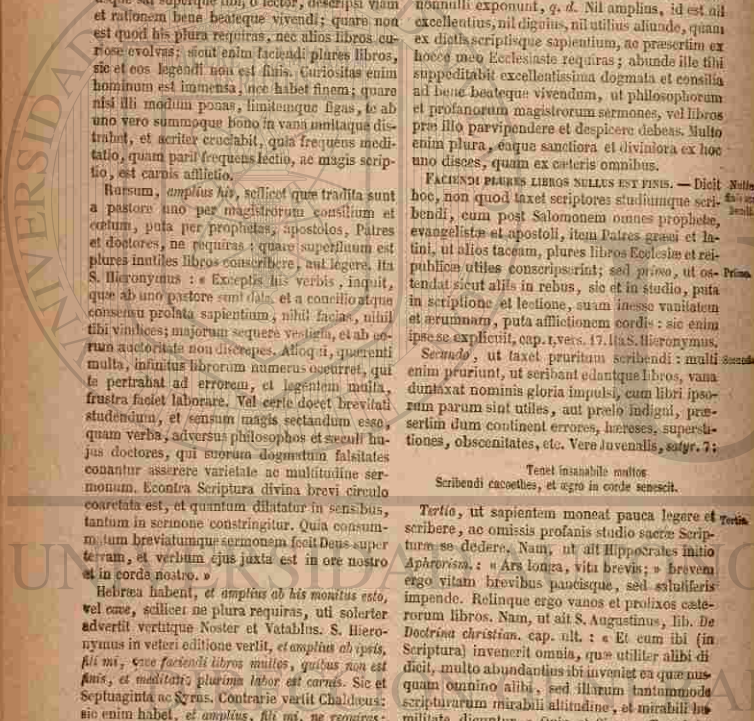 et rationem bene beateque vivendi; quare non
est quod his plura requiras, nec alios libros cu-
riose evolvas; sicut enim faciendi plures libros,
sic et eos legendi non est finis. Curiositas enim
hominum est immensa, nec habet finem; quare
nisi illi modum ponas, limitemque figas, te ab
uno vero summoque bono in vana multaque dis-
trahet, et acriter cruciabit, quia frequens medi-
tatio, quam parit frequens lectio, ac magis scrip-
tio, est carnis afflictio.
Rursum, amplius his, scilicet quæ tradita sunt
a pastore uno per magistrorum consilium et
cœtum, puta per prophetas, apostolos, Patres
et doctores, ne requiras: quare superfluum est
plures inutiles libros conscribere, aut legere. Ita
S. Hieronymus : « Exceptis his verbis, inquit,
quæ ab uno pastore sunt data, et a concilio atque
consensu probata sapientium, nihil facias, nihil
tibi vindices; majorum sequere vestigia, et ab eo-
rum auctoritate non discrepes. Alioqui, quærenti
multa, infinitus librorum numerus occurret, qui
te pertrahat ad errorem, et legentem multa,
frustra faciet laborare. Vel certe docet brevitati
studendum, et sensum magis sectandum esse,
quam verba, adversus philosophos et sæculi hu-
jus doctores, qui suorum dogmatum falsitates
conantur asserere varietate ac multitudine ser-
monum. Econtra Scriptura divina brevi circulo
coarctata est, et quantum dilatatur in sensibus,
tantum in sermone constringitur. Quia consum-
matum breviatumque sermonem fecit Deus super
terram, et verbum ejus juxta est in ore nostro
et in corde nostro. »
Hebræa habent, et amplius ab his monitus esto,
vel cave, scilicet ne plura requiras, uti solerter
advertit vertitque Noster et Vatablus. S. Hiero-
nymus in veteri editione vertit, et amplius ab ipsis,
fili mi, cave faciendi libros multos, quibus non est
finis, et meditatio plurima labor est carnis. Sic et
Septuaginta ac Syrus. Contrarie vertit Chaldæus:
sic enim habet, et amplius, fili mi, ne requiras:
nonnulli exponunt, q. d. Nil amplius, id est nil
excellentius, nil dignius, nil utilius aliunde, quam
ex dictis scriptisque sapientium, ac præsertim ex
hocce meo Ecclesiaste requiras; abunde ille tibi
suppeditabit excellentissima dogmata et consilia
ad bene beateque vivendum, ut philosophorum
et profanorum magistrorum sermones, vel libros
præ illo parvipendere et despicere debeas. Multo
enim plura, eaque sanctiora et diviniora ex hoc
uno disces, quam ex cæteris omnibus.
FACIENDI PLURES LIBROS NULLUS EST FINIS. — Dicit
hoc, non quod taxet scriptores studiumque scri-
bendi, cum post Salomonem omnes prophetæ,
evangelistæ et apostoli, item Patres græci et la-
tini, ut alios taceam, plures libros Ecclesiæ et rei-
publicæ utiles conscripserint; sed primo, ut os-
tendat sicut aliis in rebus, sic et in studio, puta
in scriptione et lectione, suam inesse vanitatem
et ærumnam, puta afflictionem cordis: sic enim
ipse se explicuit, cap. I, vers. 17. Ita S. Hieronymus.
Secundo, ut taxet pruritum scribendi : multi
enim pruriunt, ut scribant edantque libros, vana
duntaxat nominis gloria impulsi, cum libri ipso-
rum parum sint utiles, aut prælo indigni, præ-
sertim dum continent errores, hæreses, supersti-
tiones, obscenitates, etc. Vere Juvenalis, satyr. 7:
Tenet insanabile multos
Scribendi cacoethes, et ægro in corde senescit.
Tertio, ut sapientem moneat pauca legere et
scribere, ac omissis profanis studio sacræ Scrip-
turæ se dedere. Nam, ut ait Hippocrates initio
Aphorism.: « Ars longa, vita brevis; » brevem
ergo vitam brevibus paucisque, sed salutiferis
impende. Relinque ergo vanos et prolixos cæte-
rorum libros. Nam, ut ait S. Augustinus, lib. De
Doctrina christian. cap. ult. : « Et cum ibi (in
Scriptura) invenerit omnia, quæ utiliter alibi di-
dicit, multo abundantius ibi inveniet ea quæ nus-
quam omnino alibi, sed illarum tantummodo
scripturarum mirabili altitudine, et mirabili hu-
Primo.
Secundo
Tertio.